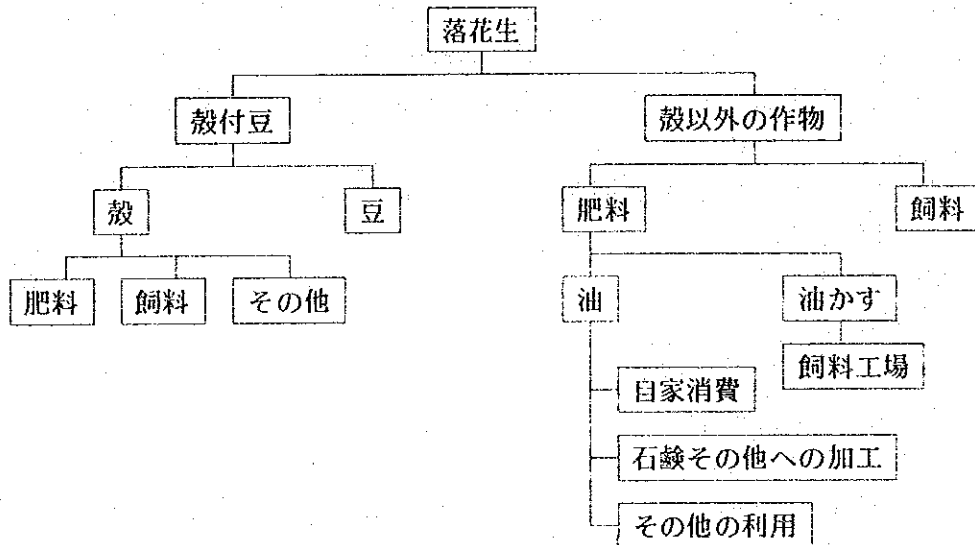 落花生
殻付豆
殻以外の作物
殻
豆
肥料
飼料
肥料
飼料
その他
油
油かす
飼料工場
自家消費
石鹸その他への加工
その他の利用